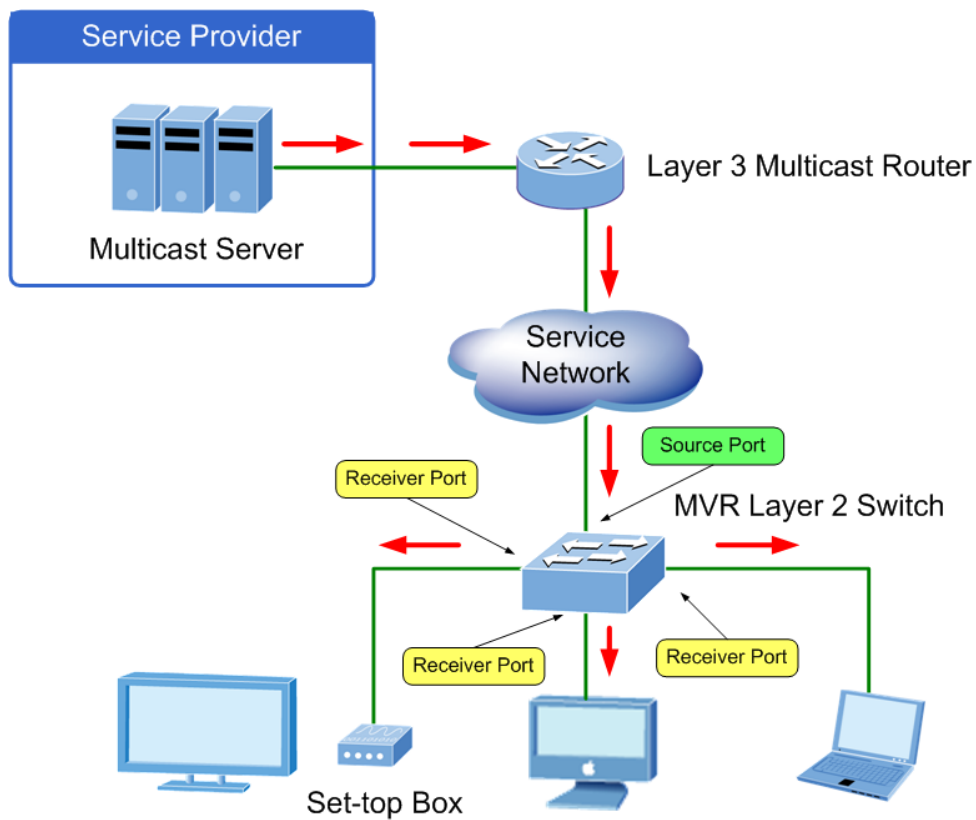 Service Provider
Multicast Server
Layer 3 Multicast Router
Service
Network
Source Port
Receiver Port
MVR Layer 2 Switch
Receiver Port
Receiver Port
Set-top Box